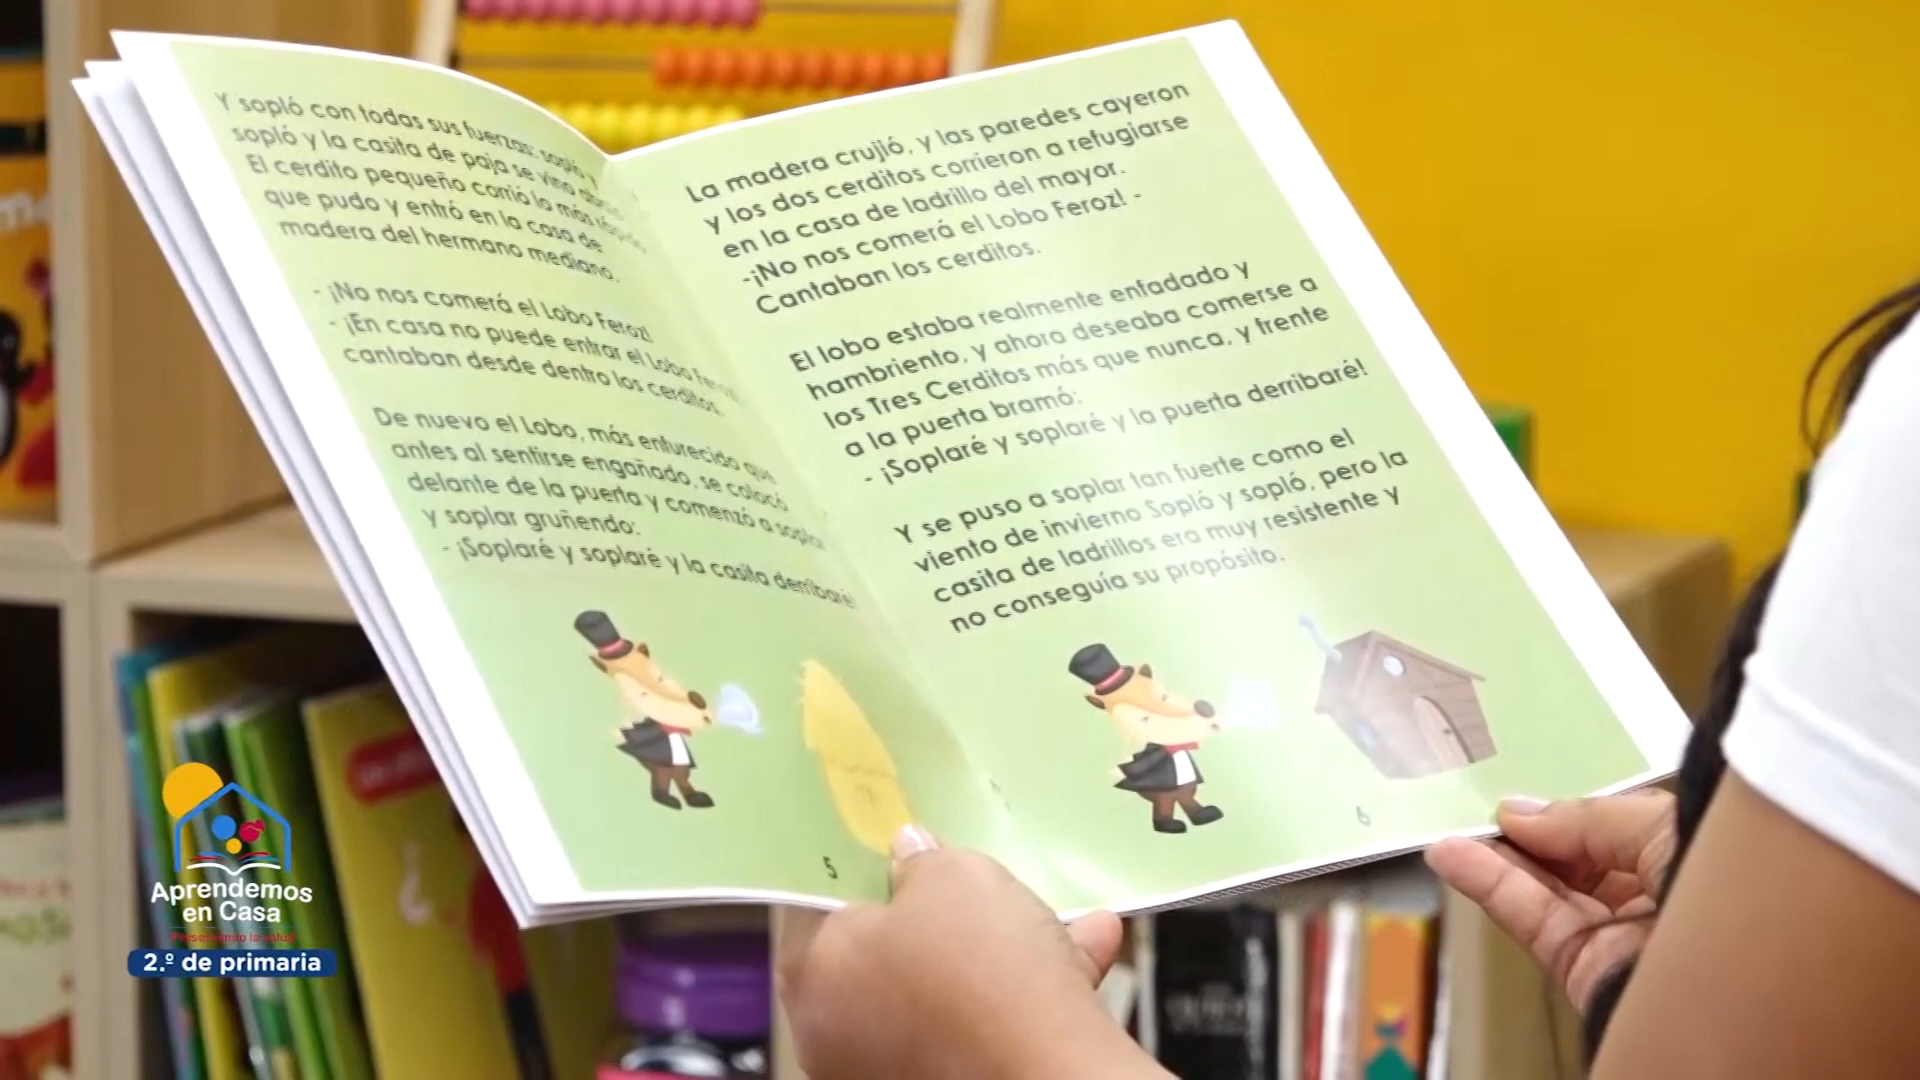 Y sopló con todas sus fuerzas: sopló y
sopló y la casita de paja se vino abajo.
El cerdito pequeño corrió lo más rápido
que pudo y entró en la casa de
madera del hermano mediano.
- ¡No nos comerá el Lobo Feroz!
- ¡En casa no puede entrar el Lobo Feroz!
cantaban desde dentro los cerditos.
De nuevo el Lobo, más enfurecido que
antes al sentirse engañado, se colocó
delante de la puerta y comenzó a soplar
y soplar gruñendo:
- ¡Soplaré y soplaré y la casita derribaré!
5
La madera crujió, y las paredes cayeron
y los dos cerditos corrieron a refugiarse
en la casa de ladrillo del mayor.
-¡No nos comerá el Lobo Feroz! -
Cantaban los cerditos.
El lobo estaba realmente enfadado y
hambriento, y ahora deseaba comerse a
los Tres Cerditos más que nunca, y frente
a la puerta bramó:
- ¡Soplaré y soplaré y la puerta derribaré!
Y se puso a soplar tan fuerte como el
viento de invierno Sopló y sopló, pero la
casita de ladrillos era muy resistente y
no conseguía su propósito.
6
Aprendemos
en Casa
2.º de primaria